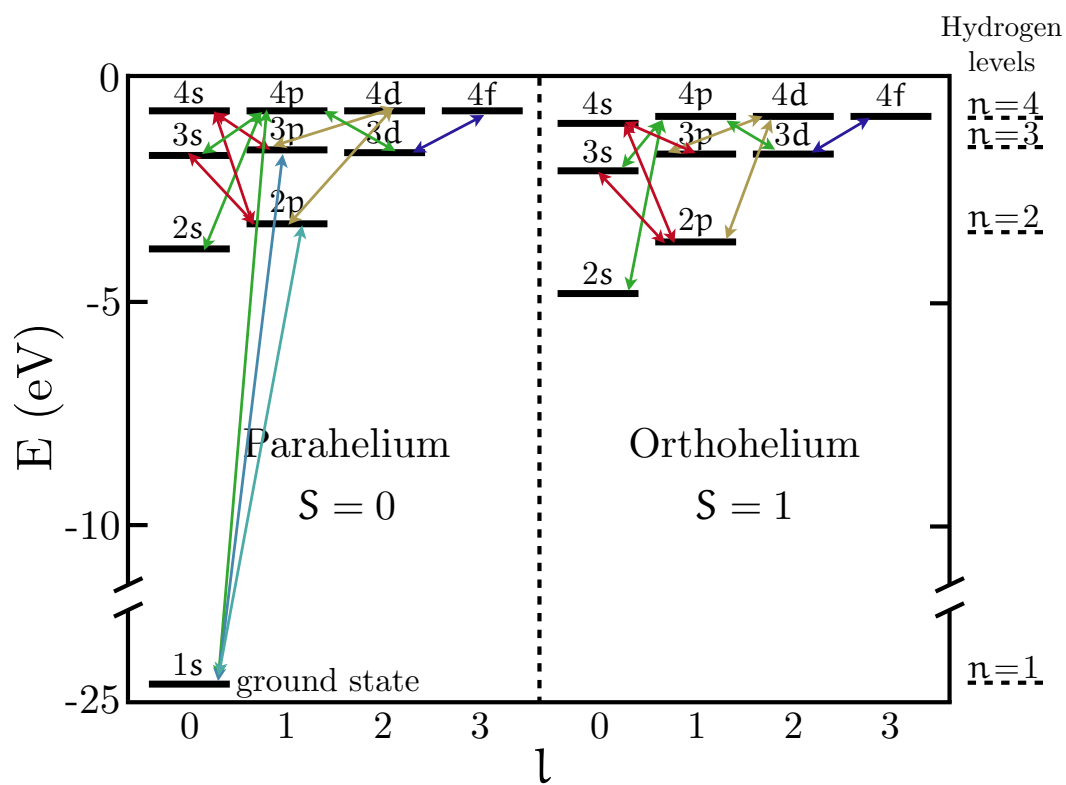 Hydrogen
levels
0
4s 4p 4d 4f
4s 4p 4d 4f
n=4
3s 3p 3d
3s 3p 3d
n=3
2s 2p
2s 2p
n=2
-5
E (eV)
Parahelium
S = 0
Orthohelium
S = 1
-10
1s
ground state
n=1
-25
0 1 2 3
0 1 2 3
l